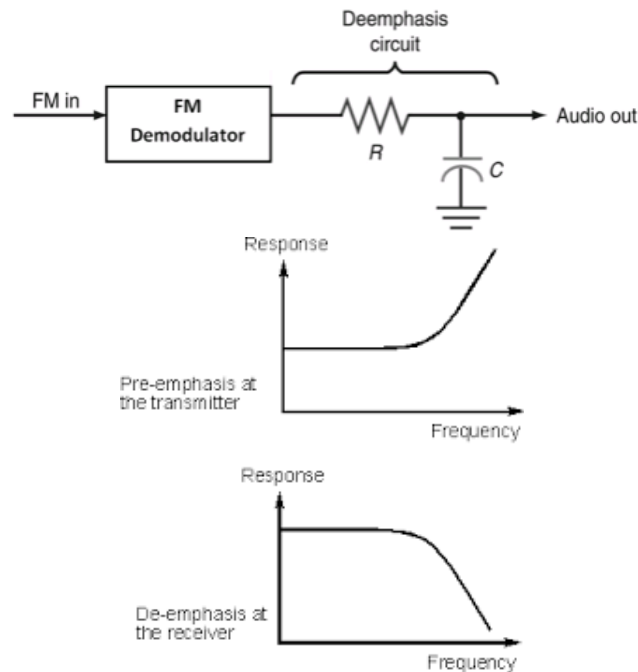 Deemphasis
circuit
FM in
FM
Demodulator
R
C
Audio out
Response
Pre-emphasis at
the transmitter
Frequency
Response
De-emphasis at
the receiver
Frequency